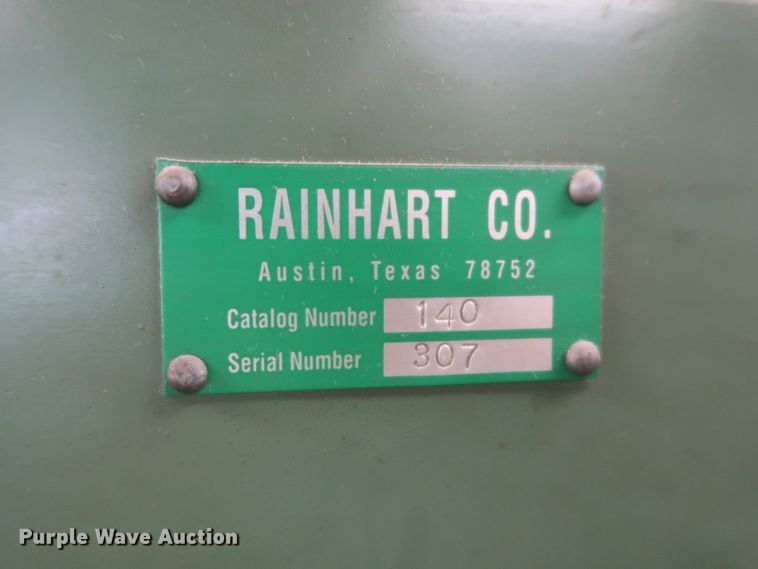 RAINHART CO.
Austin, Texas 78752
Catalog Number 140
Serial Number 307
Purple Wave Auction